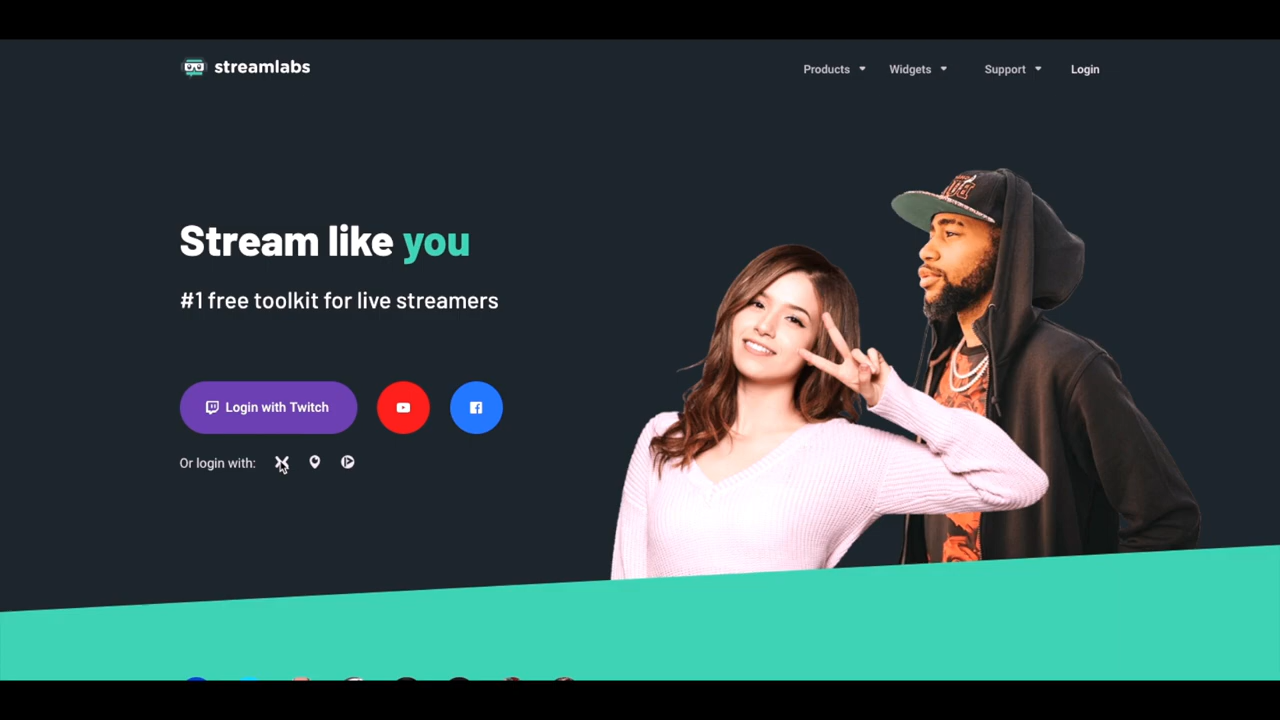 streamlabs
Products
Widgets
Support
Login
Stream like you
#1 free toolkit for live streamers
Login with Twitch
Or login with: